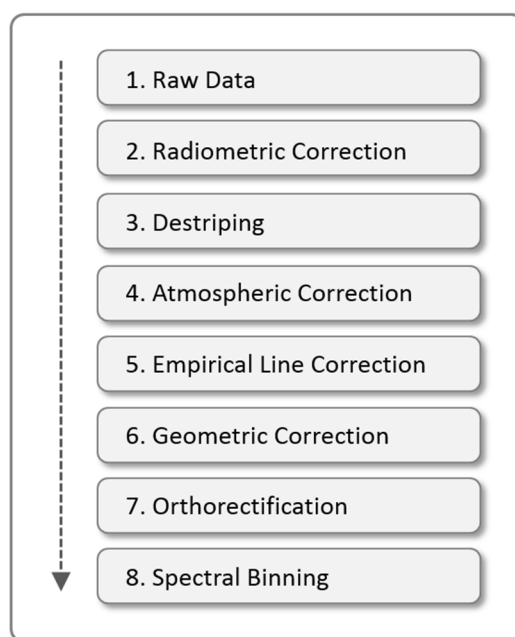 1. Raw Data
2. Radiometric Correction
3. Destriping
4. Atmospheric Correction
5. Empirical Line Correction
6. Geometric Correction
7. Orthorectification
8. Spectral Binning